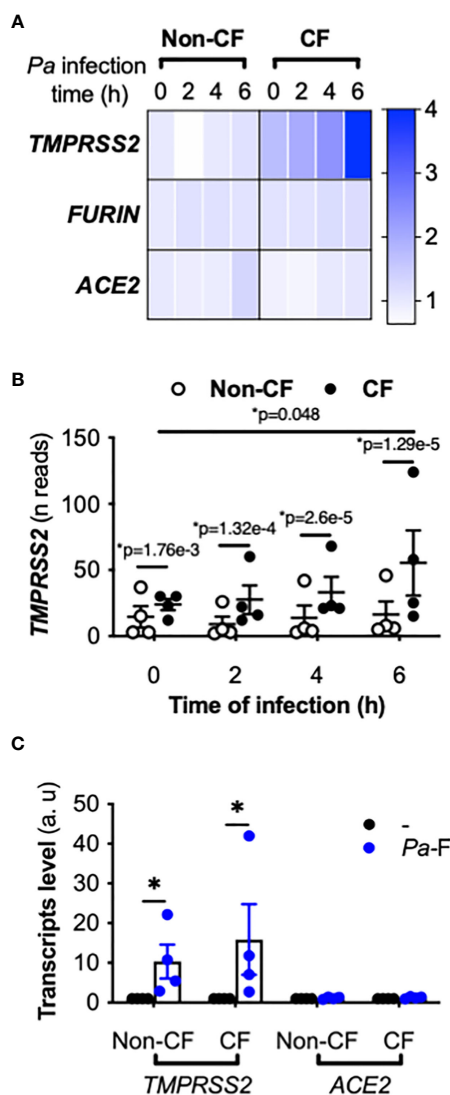 A
Non-CF CF
Pa infection time (h) 0 2 4 6 0 2 4 6
TMPRSS2
FURIN
ACE2
4
3
2
1
B
Non-CF CF
*p=0.048
*p=1.29e-5
*p=1.32e-4
*p=2.6e-5
*p=1.76e-3
TMPRSS2 (n reads)
150
100
50
0
0 2 4 6
Time of infection (h)
C
Transcripts level (a. u)
50
40
30
20
10
0
* *
-
Pa-F
Non-CF CF Non-CF CF
TMPRSS2 ACE2